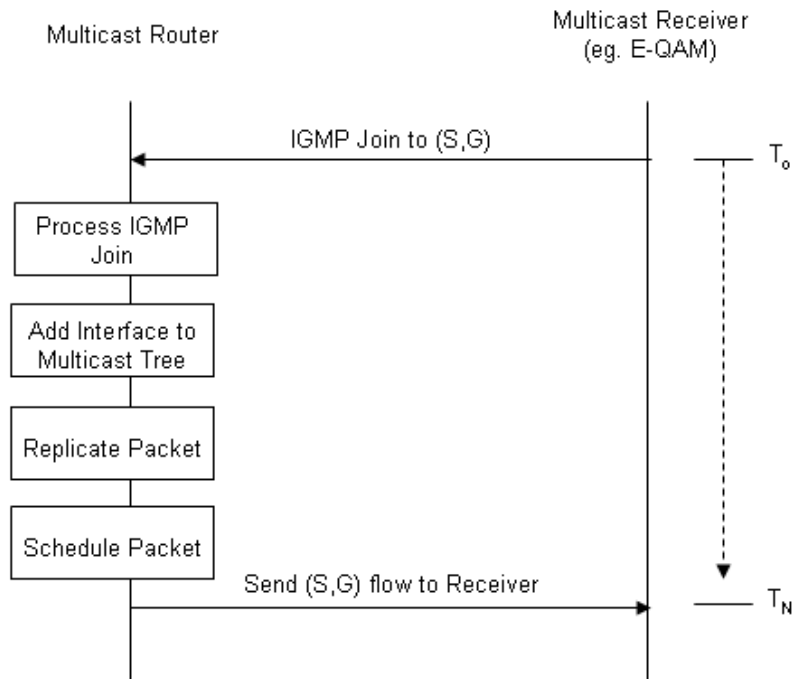 Multicast Router
Multicast Receiver
(eg. E-QAM)
IGMP Join to (S,G)
To
Process IGMP
Join
Add Interface to
Multicast Tree
Replicate Packet
Schedule Packet
Send (S,G) flow to Receiver
TN